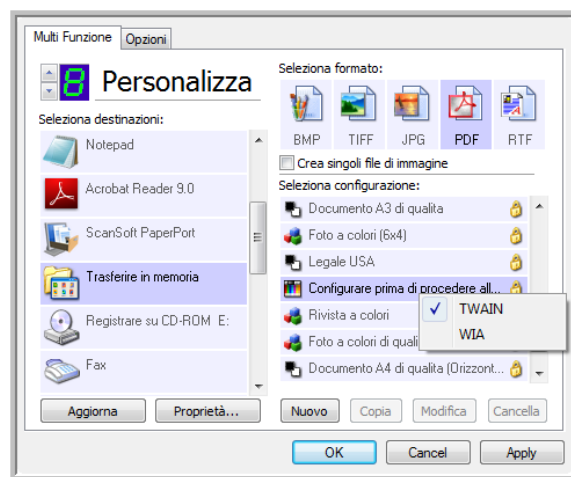 Multi Funzione Opzioni
8 Personalizza
Seleziona destinazioni:
Notepad
Acrobat Reader 9.0
ScanSoft PaperPort
Trasferire in memoria
Registrare su CD-ROM E:
Fax
Aggiorna Proprietà...
Seleziona formato:
BMP TIFF JPG PDF RTF
Crea singoli file di immagine
Seleziona configurazione:
Documento A3 di qualita
Foto a colori (6x4)
Legale USA
Configurare prima di procedere all...
Rivista a colori
Foto a colori di quali
Documento A4 di qualita (Orizzont...
TWAIN
WIA
Nuovo Copia Modifica Cancella
OK Cancel Apply